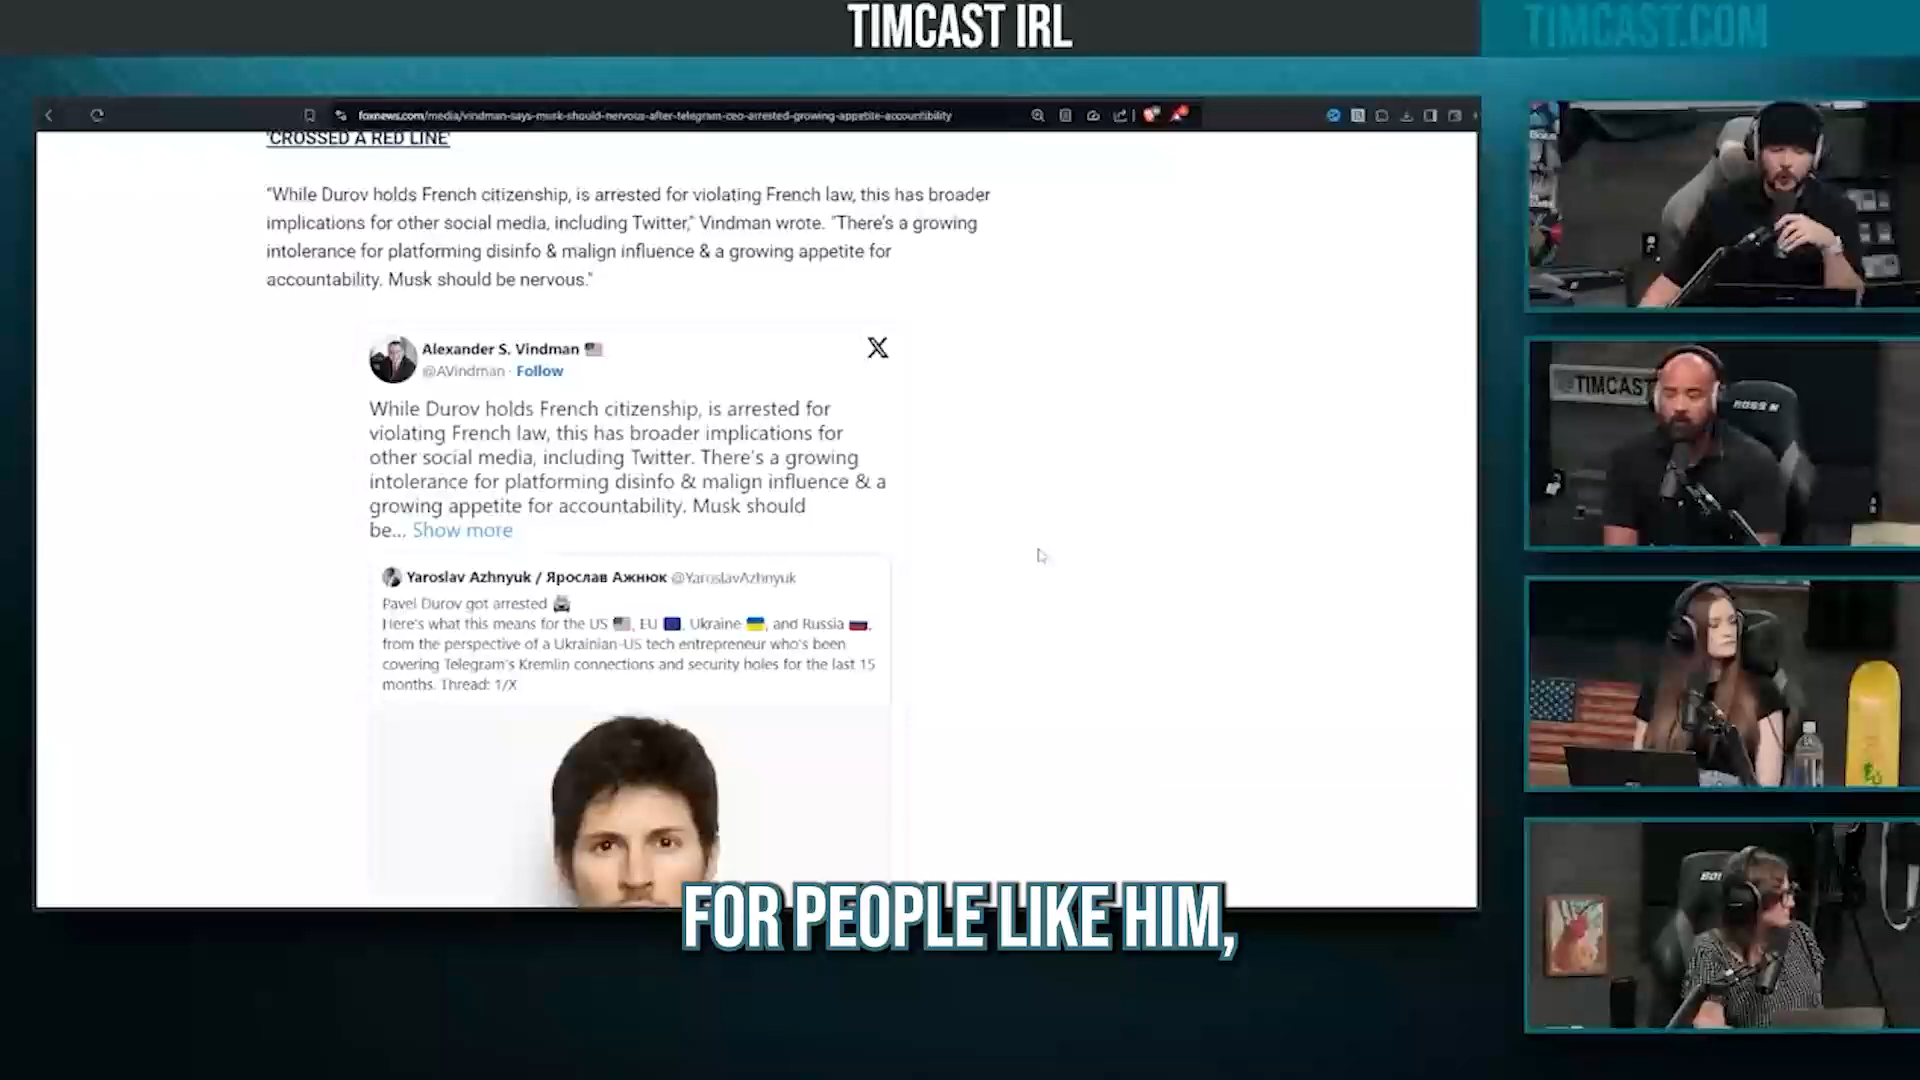 TIMCAST IRL
TIMCAST.COM
foxnews.com/media/vindman-says-musk-should-nervous-after-telegram-ceo-arrested-growing-appetite-accountibility
'CROSSED A RED LINE'
"While Durov holds French citizenship, is arrested for violating French law, this has broader
implications for other social media, including Twitter," Vindman wrote. "There's a growing
intolerance for platforming disinfo & malign influence & a growing appetite for
accountability. Musk should be nervous."
Alexander S. Vindman 🇺🇸
@AVindman · Follow
While Durov holds French citizenship, is arrested for
violating French law, this has broader implications for
other social media, including Twitter. There's a growing
intolerance for platforming disinfo & malign influence & a
growing appetite for accountability. Musk should
be... Show more
Yaroslav Azhnyuk / Ярослав Ажнюк @YaroslavAzhnyuk
Pavel Durov got arrested 🚔
Here's what this means for the US 🇺🇸, EU 🇪🇺, Ukraine 🇺🇦, and Russia 🇷🇺,
from the perspective of a Ukrainian-US tech entrepreneur who's been
covering Telegram's Kremlin connections and security holes for the last 15
months. Thread: 1/X
FOR PEOPLE LIKE HIM,
TIMCAST